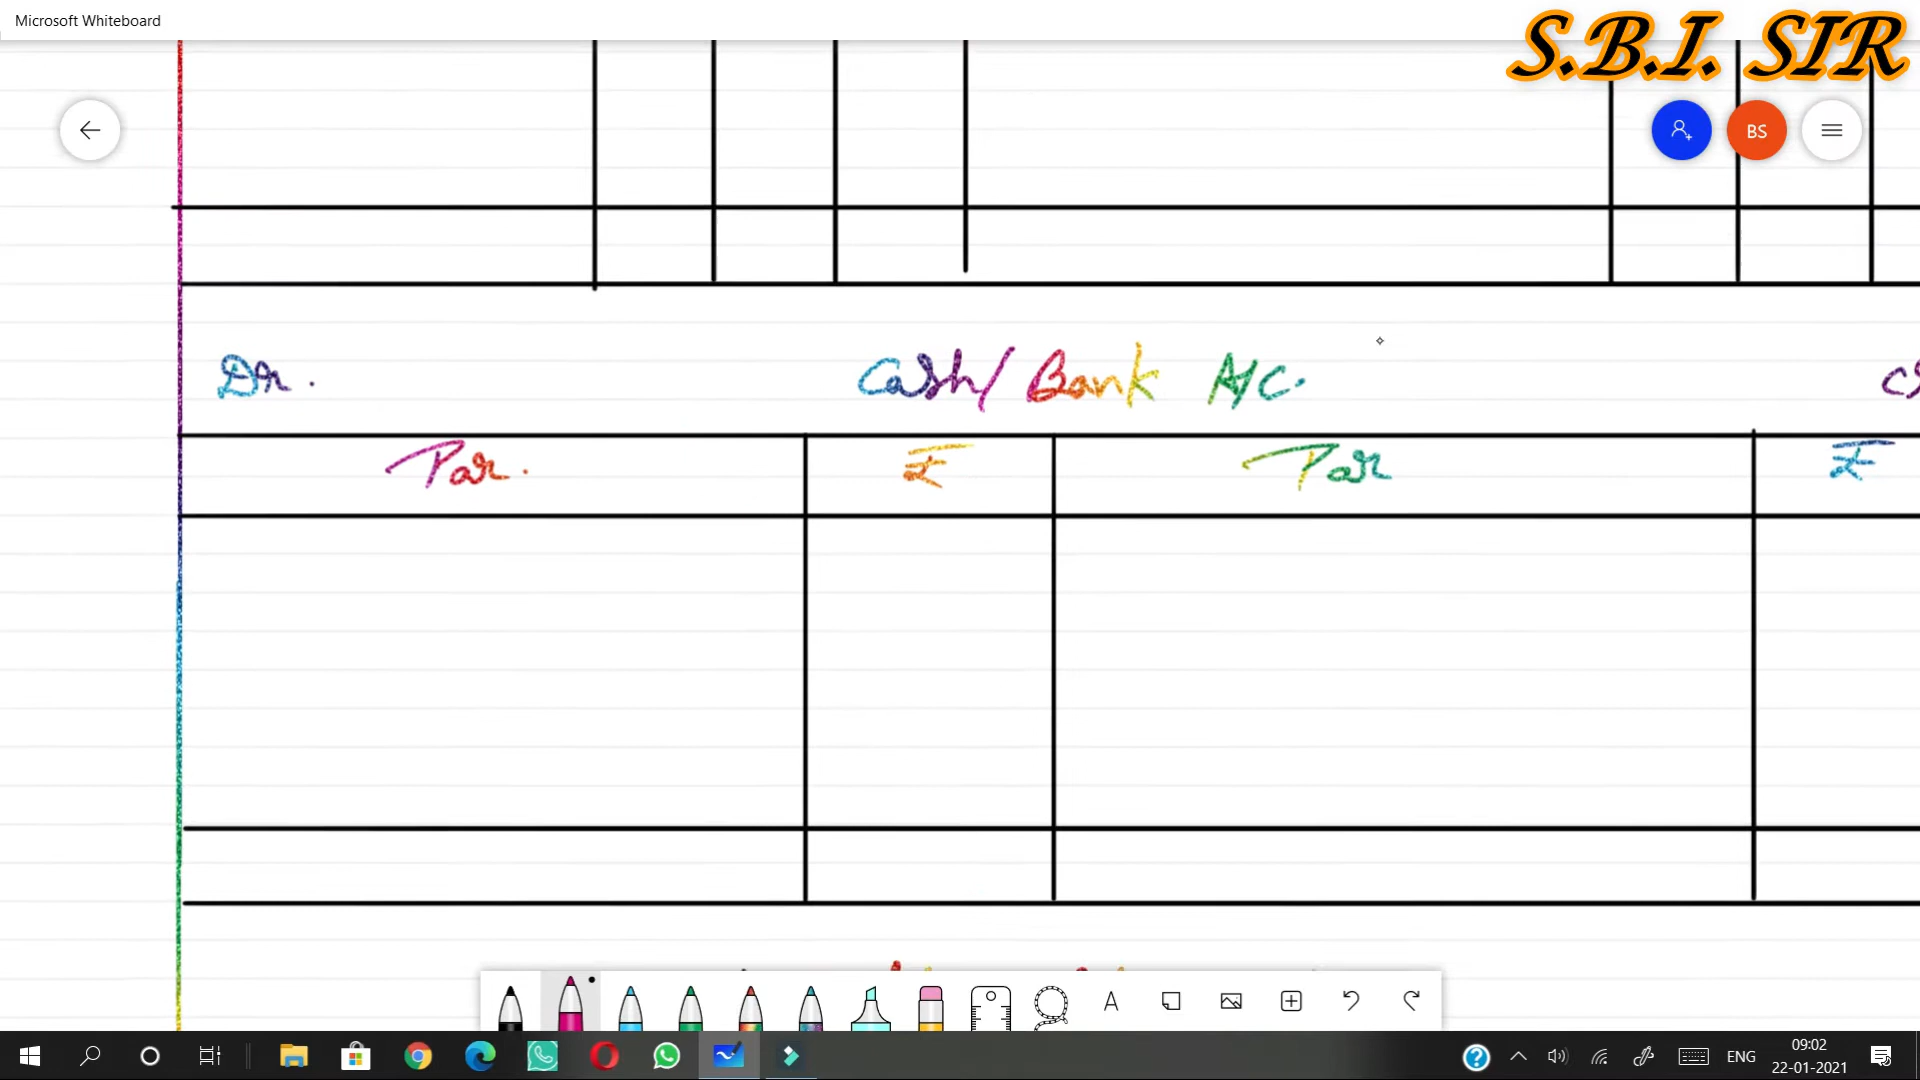 Microsoft Whiteboard
S.B.I. SIR
BS
Dr. Cash/ Bank A/C.
Par. ₹ Par ₹
A
ENG
09:02
22-01-2021